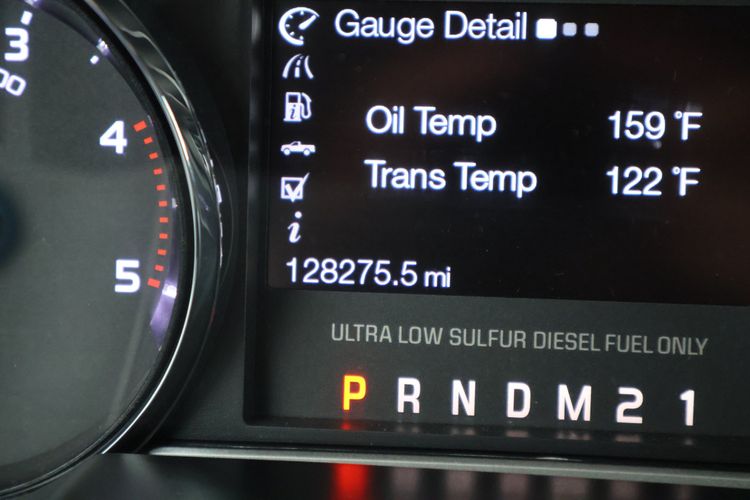 3
00
4
5
Gauge Detail
Oil Temp 159 °F
Trans Temp 122 °F
i
128275.5 mi
ULTRA LOW SULFUR DIESEL FUEL ONLY
P R N D M 2 1